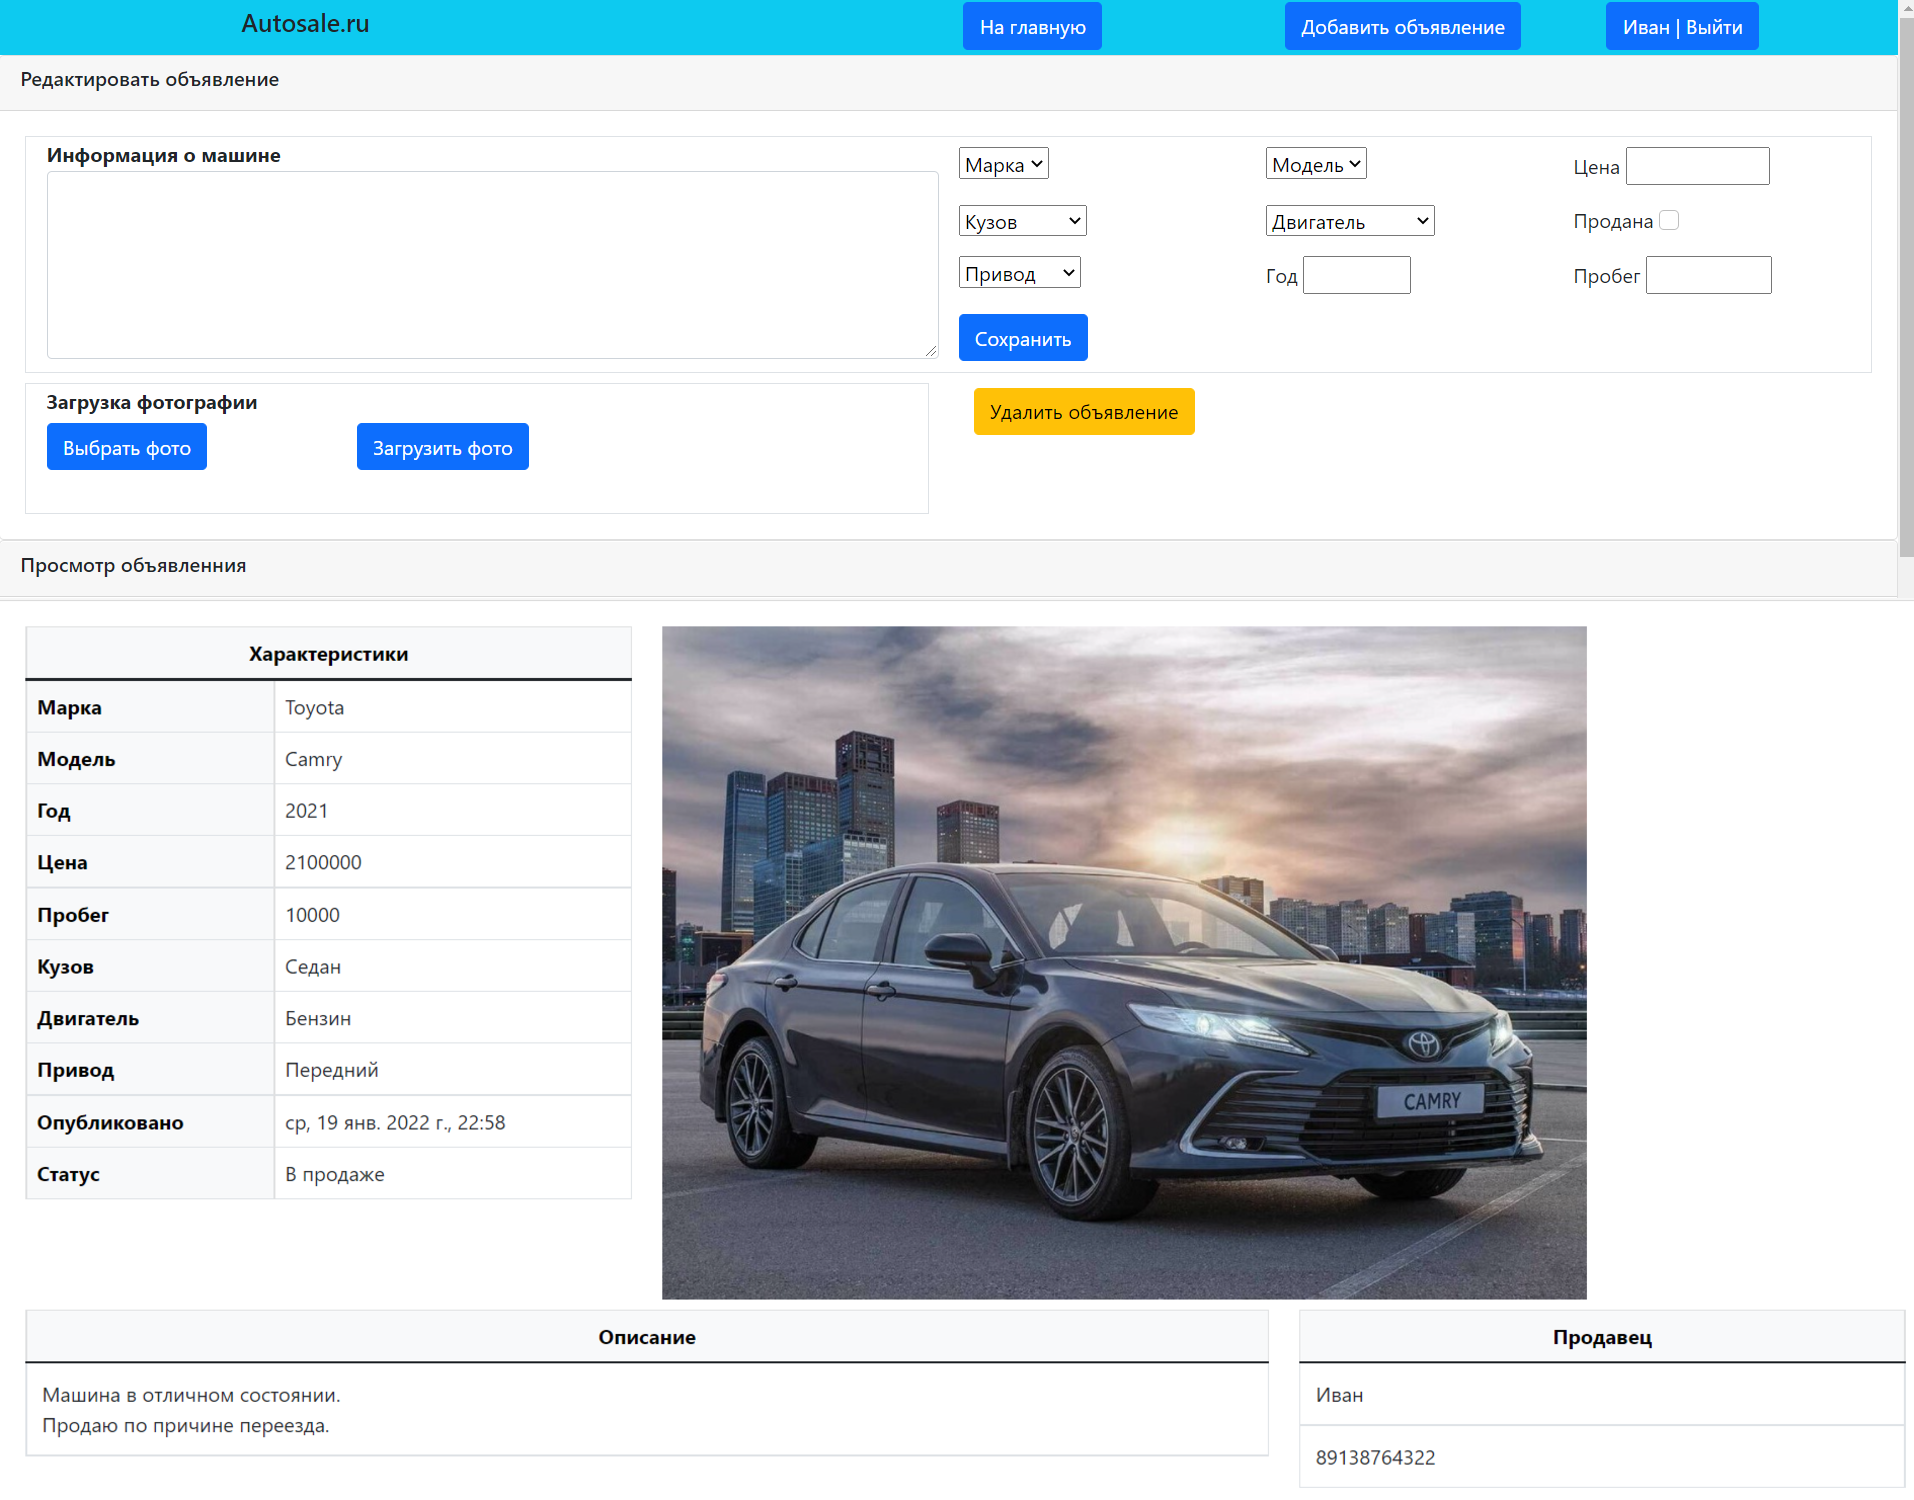 Autosale.ru
На главную
Добавить объявление
Иван | Выйти
Редактировать объявление
Информация о машине
Марка
Модель
Цена
Кузов
Двигатель
Продана
Привод
Год
Пробег
Сохранить
Загрузка фотографии
Выбрать фото
Загрузить фото
Удалить объявление
Просмотр объявленния
Характеристики
Марка Toyota
Модель Camry
Год 2021
Цена 2100000
Пробег 10000
Кузов Седан
Двигатель Бензин
Привод Передний
Опубликовано ср, 19 янв. 2022 г., 22:58
Статус В продаже
CAMRY
Описание
Машина в отличном состоянии.
Продаю по причине переезда.
Продавец
Иван
89138764322